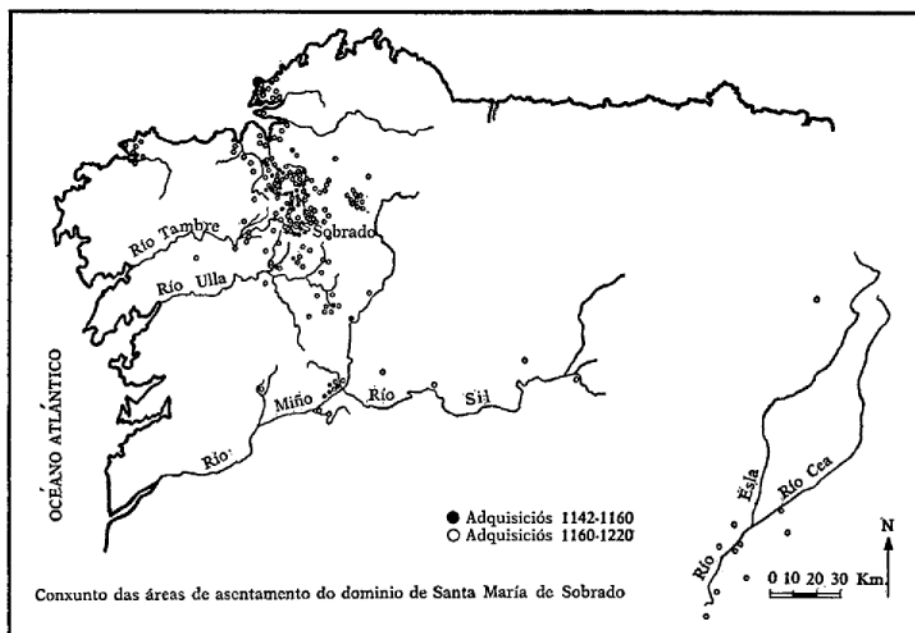 Río Tambre
Sobrado
Río Ulla
OCÉANO ATLÁNTICO
Miño
Río
Sil
Río
Esla
Río Cea
Río
N
● Adquisiciós 1142-1160
○ Adquisiciós 1160-1220
0 10 20 30 Km.
Conxunto das áreas de asentamento do dominio de Santa María de Sobrado